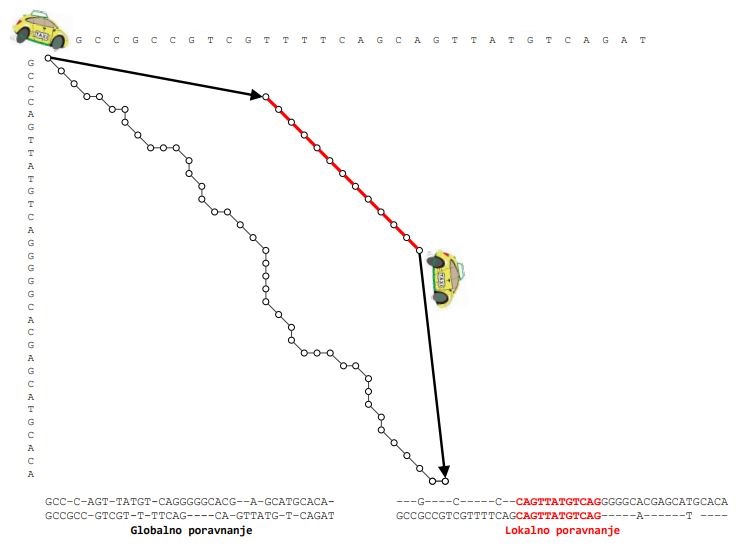 TAXI
G C C G C C G T C G T T T T C A G C A G T T A T G T C A G A T
G
C
C
C
A
G
T
T
A
T
G
T
C
A
G
G
G
G
G
C
A
C
G
A
G
C
A
T
G
C
A
C
A
TAXI
GCC-C-AGT-TATGT-CAGGGGGCACG--A-GCATGCACA-
GCCGCC-GTCGT-T-TTCAG----CA-GTTATG-T-CAGAT
Globalno poravnanje
---G----C-----C--CAGTTATGTCAGGGGGCACGAGCATGCACA
GCCGCCGTCGTTTTCAGCAGTTATGTCAG-----A------T ----
Lokalno poravnanje